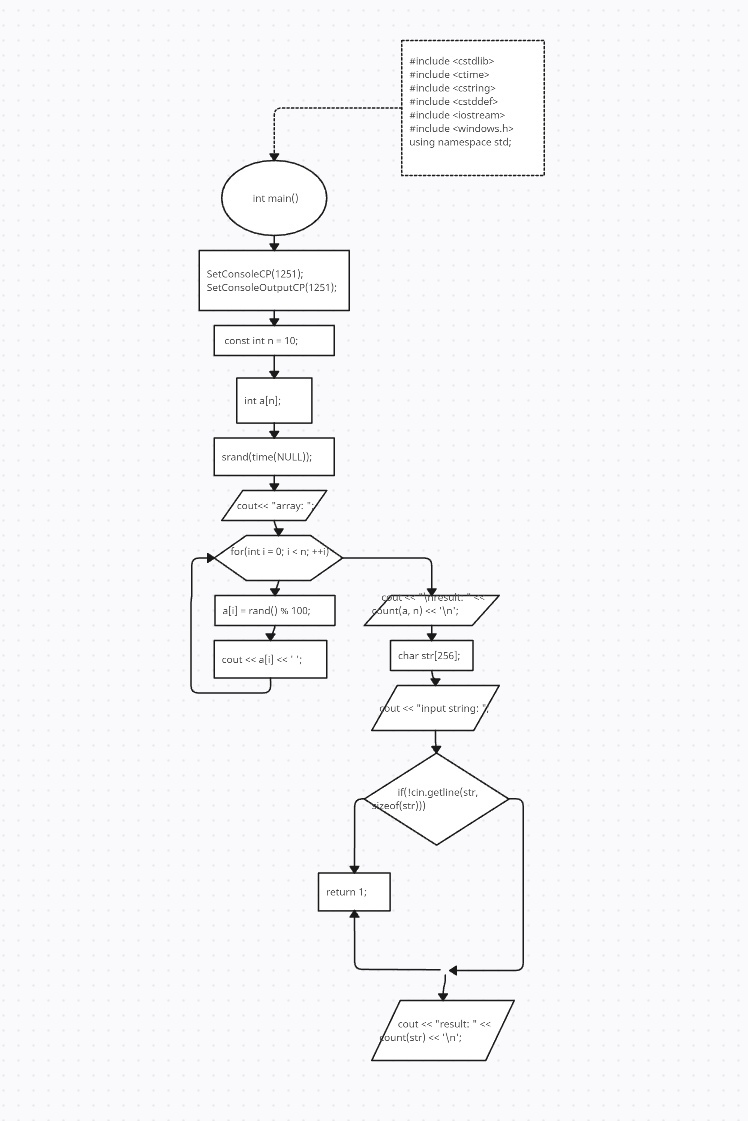 #include <cstdlib>
#include <ctime>
#include <cstring>
#include <cstddef>
#include <iostream>
#include <windows.h>
using namespace std;
int main()
SetConsoleCP(1251);
SetConsoleOutputCP(1251);
const int n = 10;
int a[n];
srand(time(NULL));
cout<< "array: ";
for(int i = 0; i < n; ++i)
a[i] = rand() % 100;
cout << a[i] << ' ';
cout << "\nresult: " <<
count(a, n) << '\n';
char str[256];
cout << "input string: ";
if(!cin.getline(str,
sizeof(str)))
return 1;
cout << "result: " <<
count(str) << '\n';